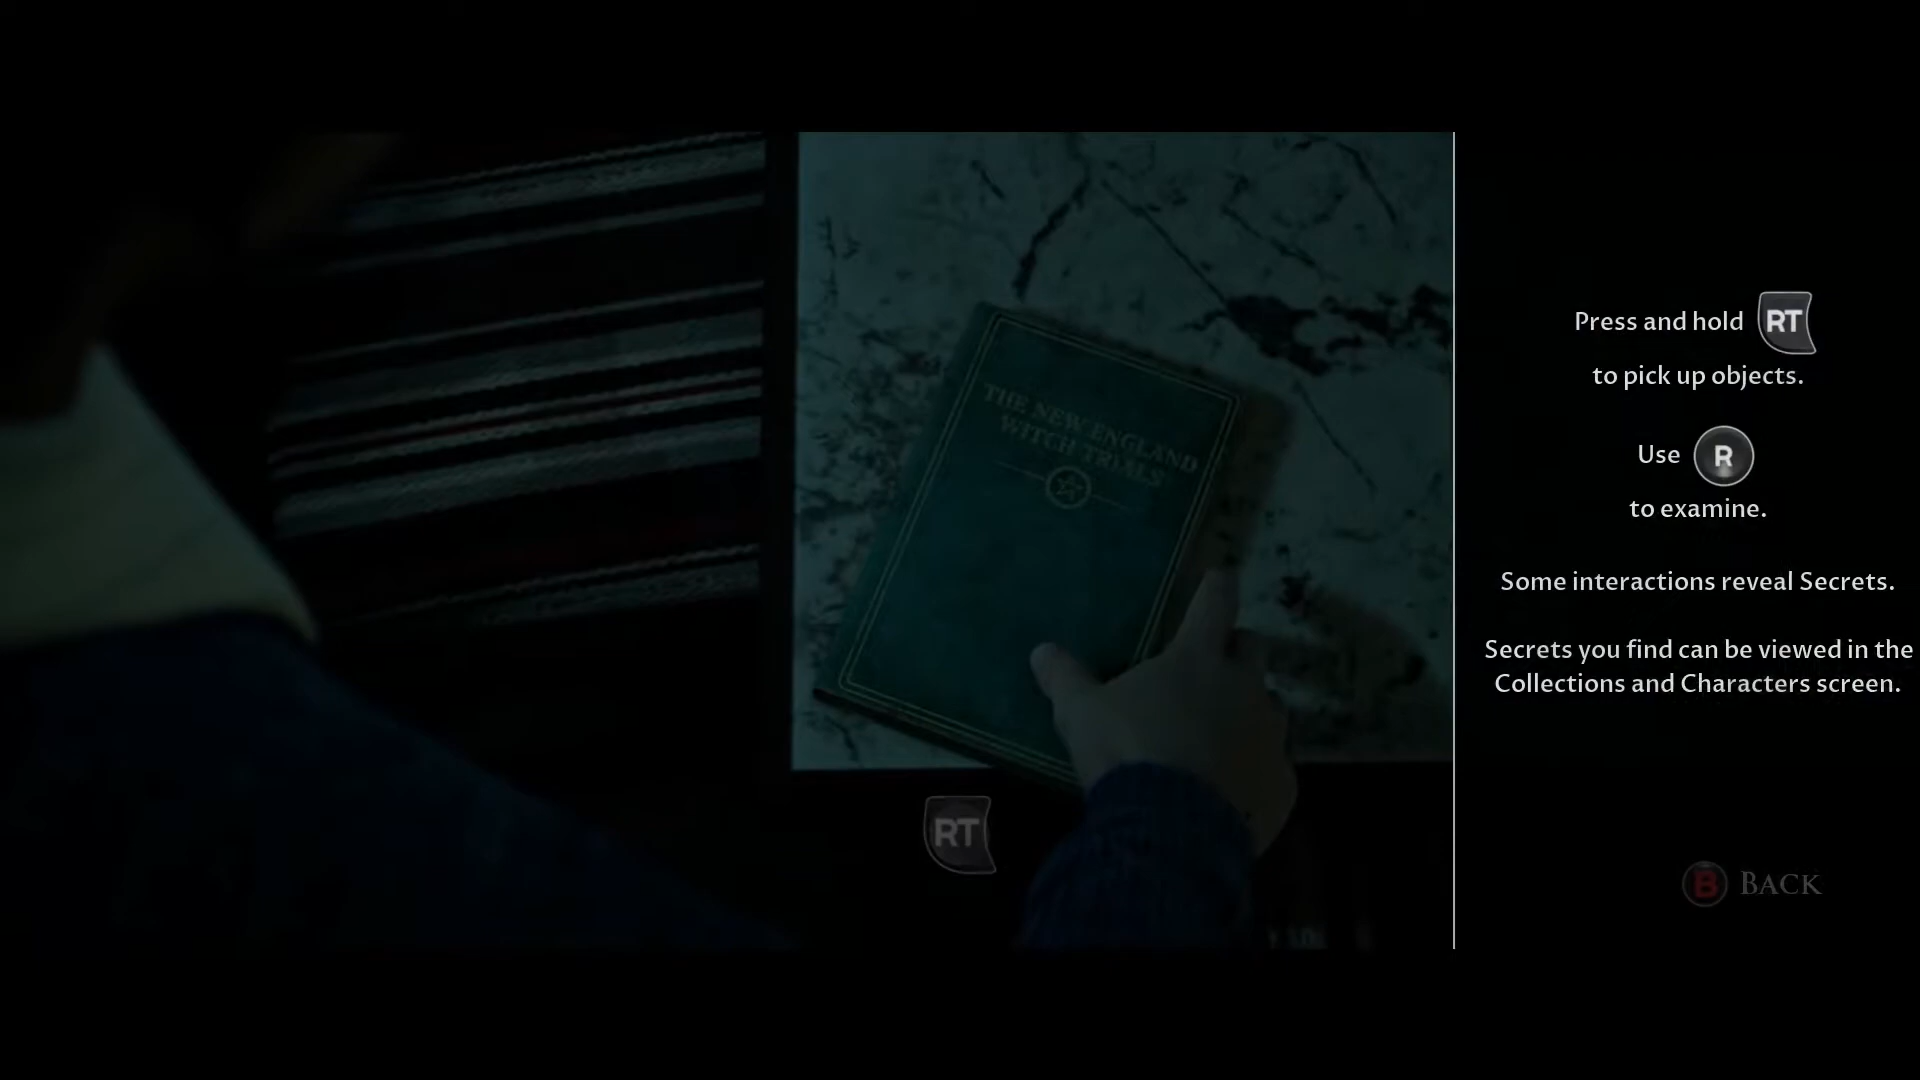 THE NEW ENGLAND
WITCH TRIALS
RT
Press and hold RT
to pick up objects.
Use R
to examine.
Some interactions reveal Secrets.
Secrets you find can be viewed in the
Collections and Characters screen.
B BACK